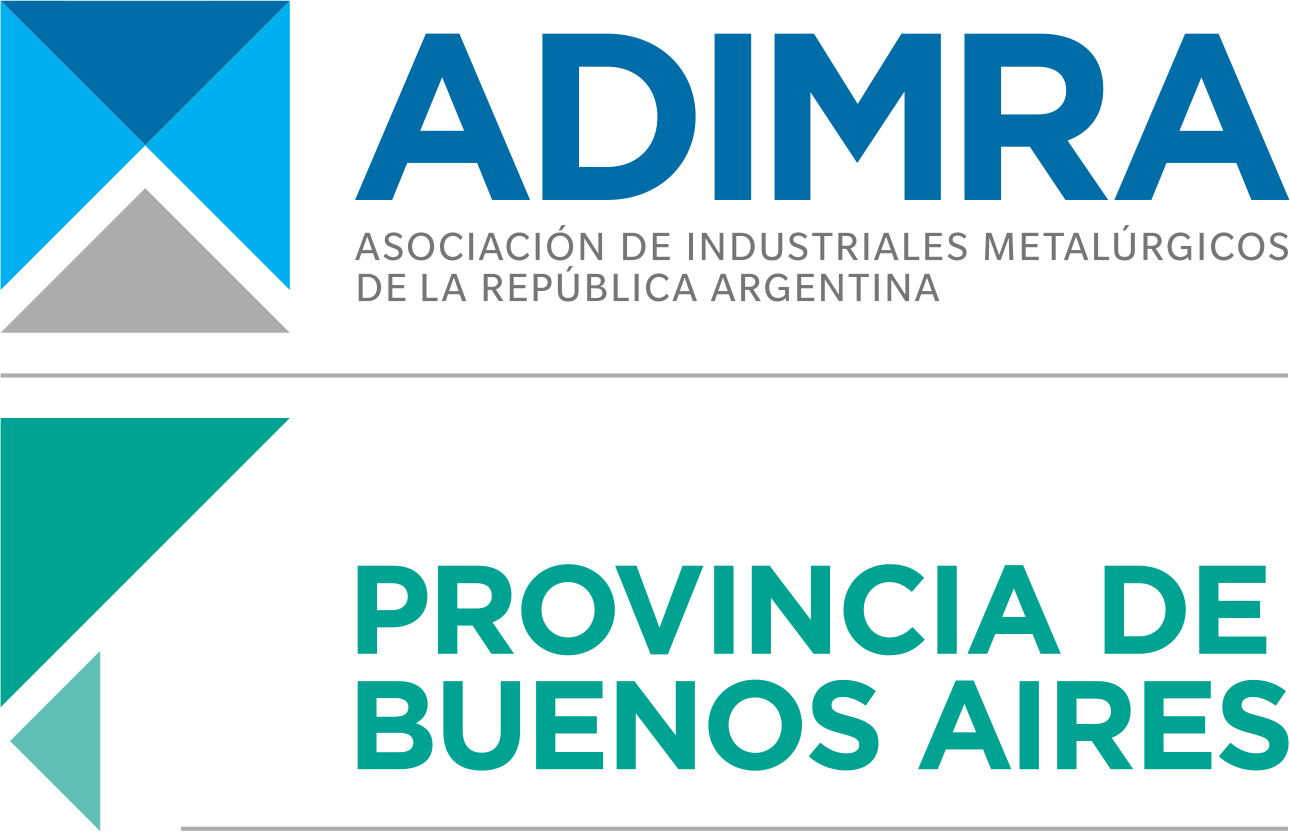 ADIMRA
ASOCIACIÓN DE INDUSTRIALES METALÚRGICOS
DE LA REPÚBLICA ARGENTINA
PROVINCIA DE
BUENOS AIRES